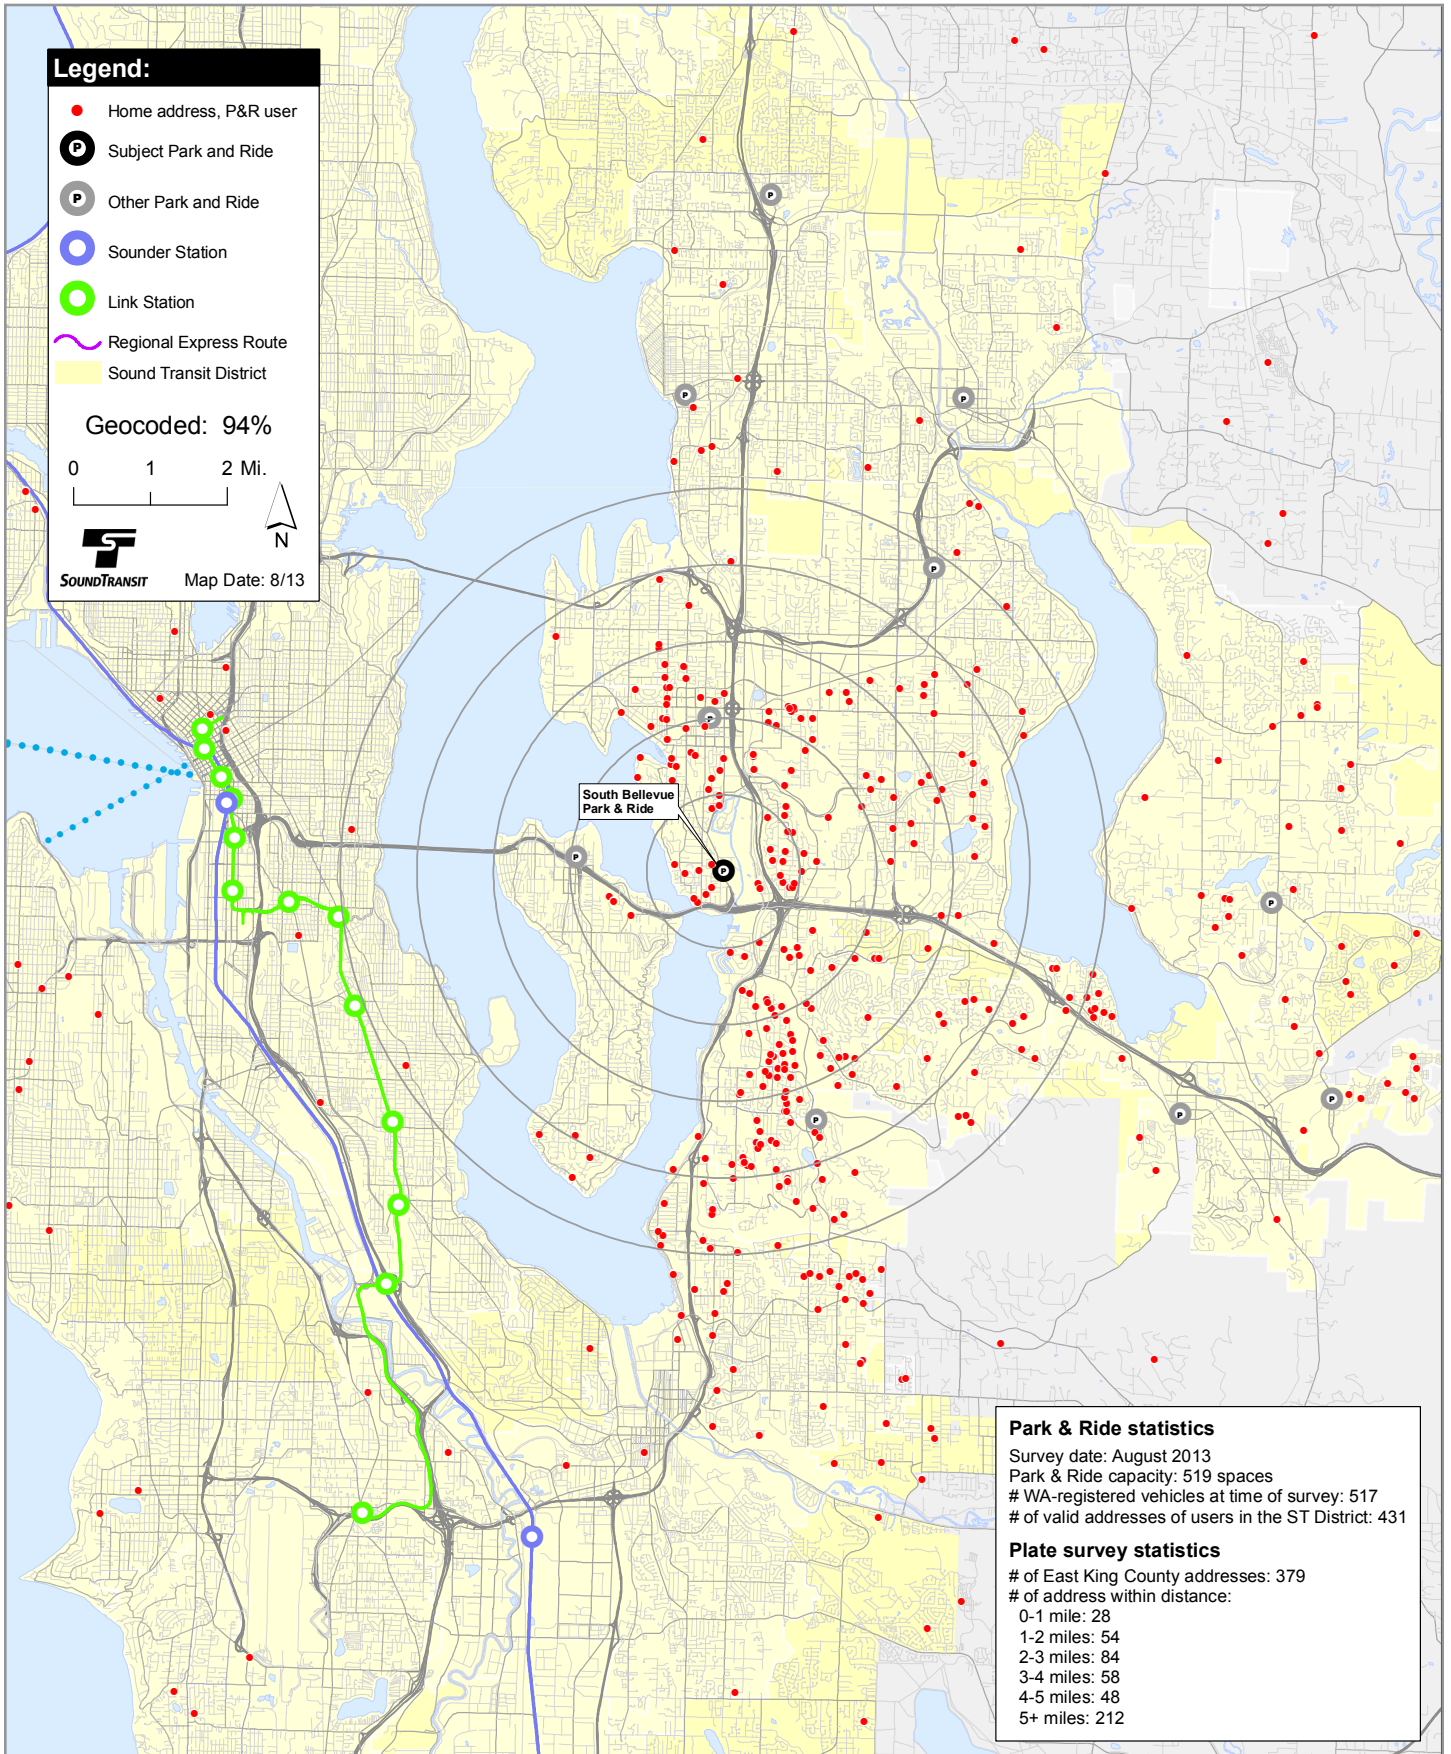 Legend:
Home address, P&R user
P
Subject Park and Ride
P
Other Park and Ride
Sounder Station
Link Station
Regional Express Route
Sound Transit District
Geocoded: 94%
0 1 2 Mi.
N
ST
SOUNDTRANSIT
Map Date: 8/13
P
P
P
P
P
South Bellevue
Park & Ride
P
P
P
P
P
P
Park & Ride statistics
Survey date: August 2013
Park & Ride capacity: 519 spaces
# WA-registered vehicles at time of survey: 517
# of valid addresses of users in the ST District: 431
Plate survey statistics
# of East King County addresses: 379
# of address within distance:
0-1 mile: 28
1-2 miles: 54
2-3 miles: 84
3-4 miles: 58
4-5 miles: 48
5+ miles: 212